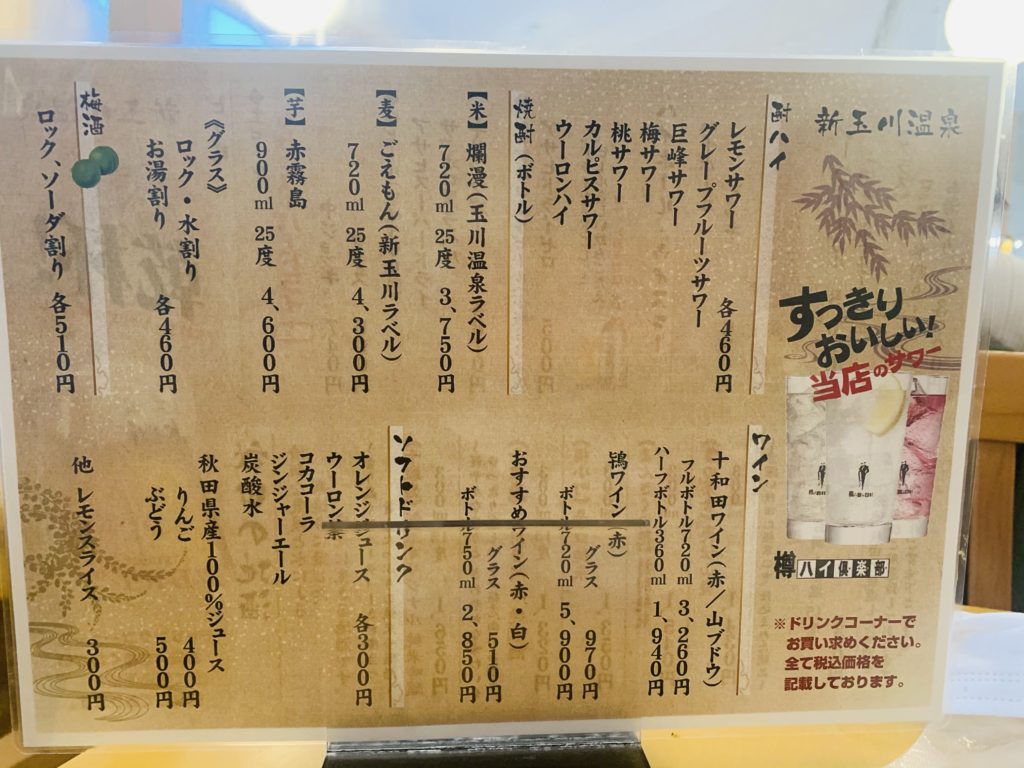 新玉川温泉
すっきり
おいしい!
当店のサワー
樽ハイ倶楽部
※ドリンクコーナーで
お買い求めください。
全て税込価格を
記載しております。
酎ハイ
レモンサワー
グレープフルーツサワー 各460円
巨峰サワー
梅サワー
桃サワー
カルピスサワー
ウーロンハイ
焼酎(ボトル)
【米】爛漫(玉川温泉ラベル)
720ml 25度 3、750円
【麦】ごえもん(新玉川ラベル)
720ml 25度 4、300円
【芋】赤霧島
900ml 25度 4、600円
《グラス》
ロック・水割り
お湯割り 各460円
梅酒
ロック、ソーダ割り 各510円
ワイン
十和田ワイン(赤/山ブドウ)
フルボトル720ml 3、260円
ハーフボトル360ml 1、940円
鴇ワイン(赤)
グラス 970円
ボトル720ml 5、900円
おすすめワイン(赤・白)
グラス 510円
ボトル750ml 2、850円
ソフトドリンク
オレンジジュース 各300円
ウーロン茶
コカコーラ
ジンジャーエール
炭酸水
秋田県産100%ジュース
りんご 400円
ぶどう 500円
他 レモンスライス 300円